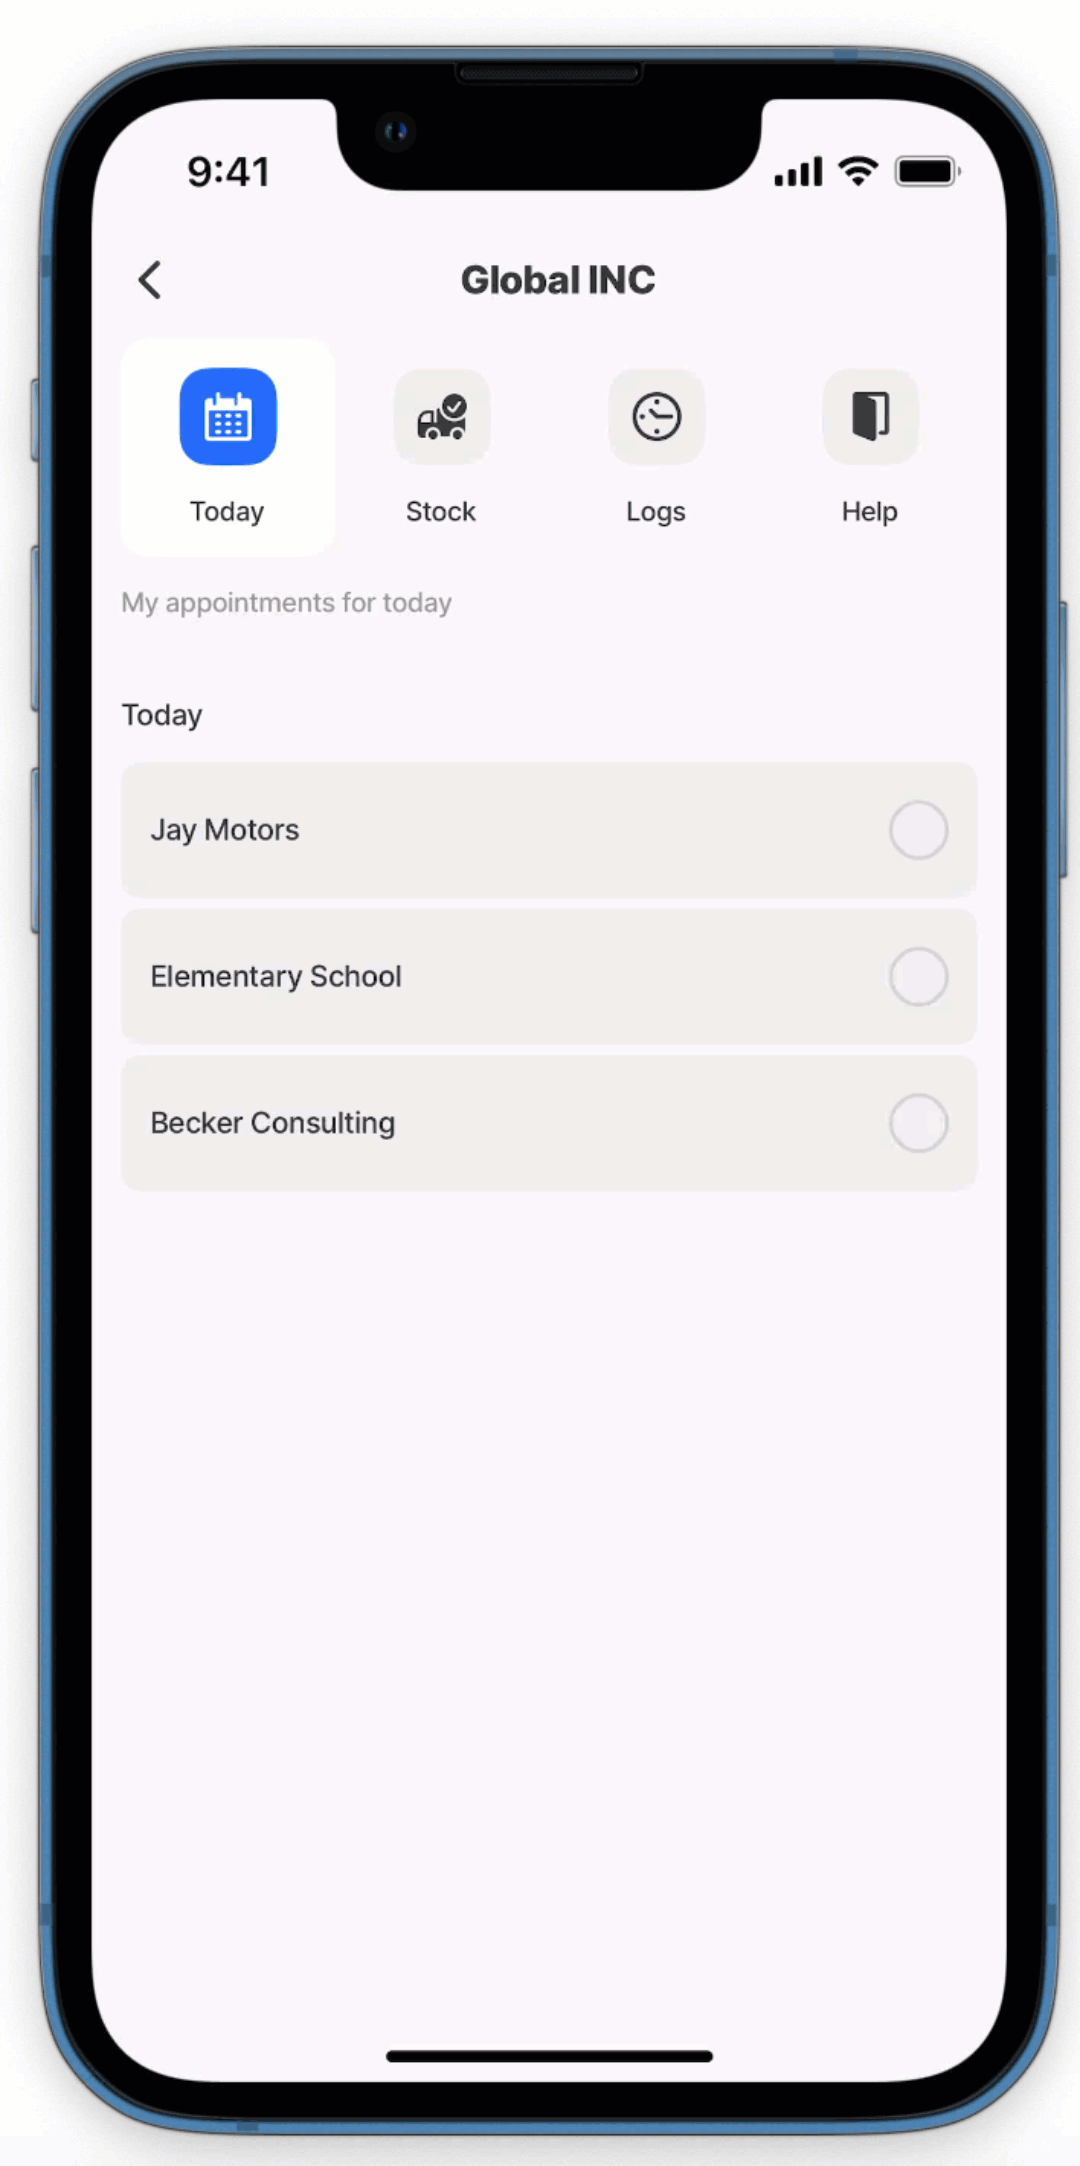 9:41
Global INC
Today
Stock
Logs
Help
My appointments for today
Today
Jay Motors
Elementary School
Becker Consulting